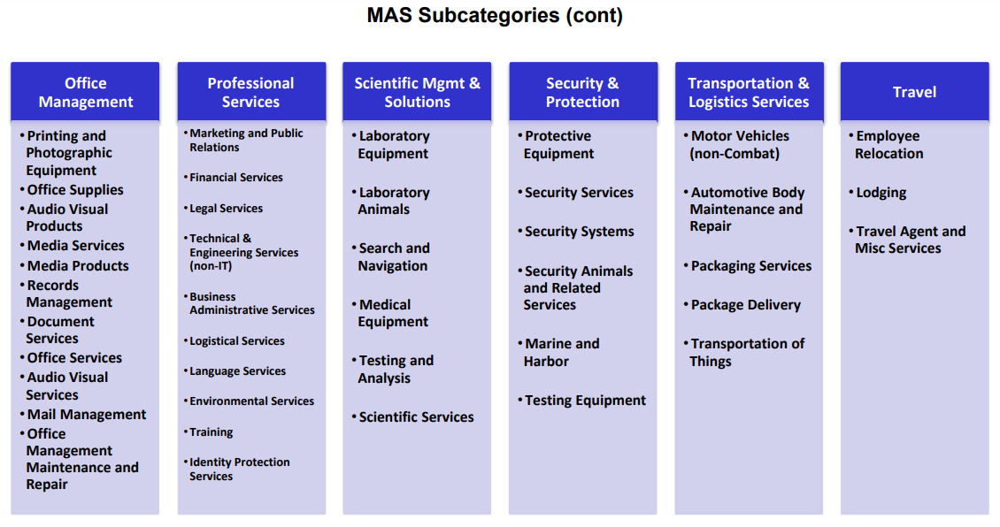 MAS Subcategories (cont)
Office
Management
• Printing and
Photographic
Equipment
• Office Supplies
• Audio Visual
Products
• Media Services
• Media Products
• Records
Management
• Document
Services
• Office Services
• Audio Visual
Services
• Mail Management
• Office
Management
Maintenance and
Repair
Professional
Services
• Marketing and Public
Relations
• Financial Services
• Legal Services
• Technical &
Engineering Services
(non-IT)
• Business
Administrative Services
• Logistical Services
• Language Services
• Environmental Services
• Training
• Identity Protection
Services
Scientific Mgmt &
Solutions
• Laboratory
Equipment
• Laboratory
Animals
• Search and
Navigation
• Medical
Equipment
• Testing and
Analysis
• Scientific Services
Security &
Protection
• Protective
Equipment
• Security Services
• Security Systems
• Security Animals
and Related
Services
• Marine and
Harbor
• Testing Equipment
Transportation &
Logistics Services
• Motor Vehicles
(non-Combat)
• Automotive Body
Maintenance and
Repair
• Packaging Services
• Package Delivery
• Transportation of
Things
Travel
• Employee
Relocation
• Lodging
• Travel Agent and
Misc Services